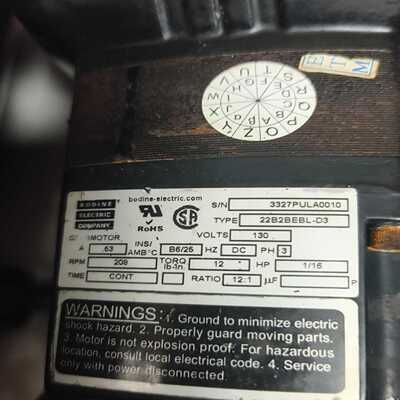 E T M
bodine-electric.com
BODINE
ELECTRIC
COMPANY
RoHS
S/N 3327PULA0010
TYPE 22B2BEBL-D3
VOLTS 130
MOTOR
A .63 INS/ AMB°C B6/25 HZ DC PH 3
RPM 208 TORQ lb-in 12 HP 1/16
TIME CONT RATIO 12:1 µF P
WARNINGS: 1. Ground to minimize electric
shock hazard. 2. Properly guard moving parts.
3. Motor is not explosion proof. For hazardous
location, consult local electrical code. 4. Service
only with power disconnected.